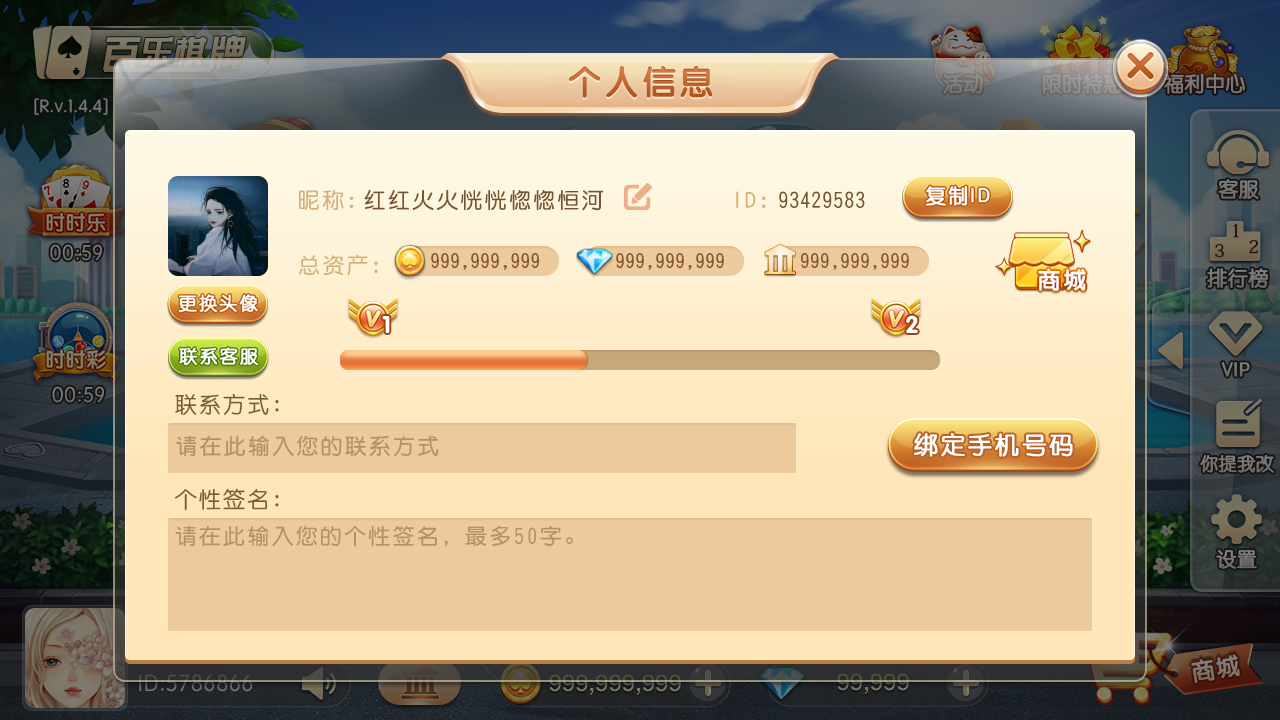 百乐棋牌
[R.v.1.4.4]
个人信息
活动
限时特惠
福利中心
时时乐
00:59
时时彩
00:59
昵称: 红红火火恍恍惚惚恒河
ID: 93429583
复制ID
总资产:
999,999,999
999,999,999
999,999,999
商城
更换头像
V1
V2
联系客服
联系方式:
请在此输入您的联系方式
绑定手机号码
个性签名:
请在此输入您的个性签名，最多50字。
客服
1
3 2
排行榜
VIP
你提我改
设置
ID:5786866
999,999,999
99,999
商城